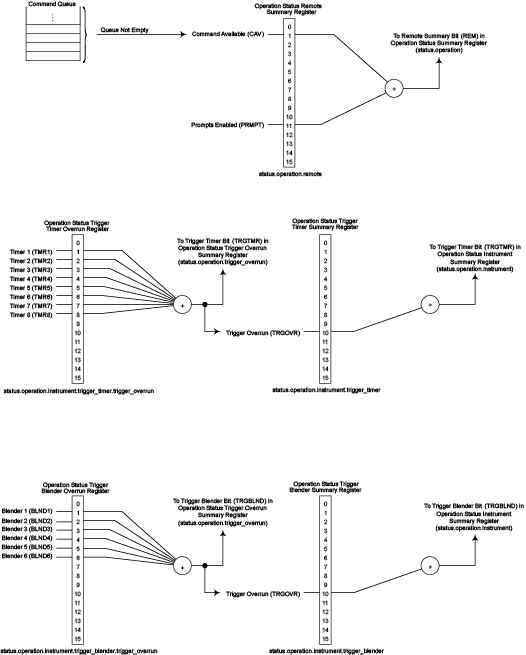 Command Queue
Queue Not Empty
Command Available (CAV)
Prompts Enabled (PRMPT)
Operation Status Remote
Summary Register
0
1
2
3
4
5
6
7
8
9
10
11
12
13
14
15
status.operation.remote
+
To Remote Summary Bit (REM) in
Operation Status Summary Register
(status.operation)
Operation Status Trigger
Timer Overrun Register
Timer 1 (TMR1)
Timer 2 (TMR2)
Timer 3 (TMR3)
Timer 4 (TMR4)
Timer 5 (TMR5)
Timer 6 (TMR6)
Timer 7 (TMR7)
Timer 8 (TMR8)
0
1
2
3
4
5
6
7
8
9
10
11
12
13
14
15
status.operation.instrument.trigger_timer.trigger_overrun
+
To Trigger Timer Bit (TRGTMR) in
Operation Status Trigger Overrun
Summary Register
(status.operation.trigger_overrun)
Trigger Overrun (TRGOVR)
Operation Status Trigger
Timer Summary Register
0
1
2
3
4
5
6
7
8
9
10
11
12
13
14
15
status.operation.instrument.trigger_timer
+
To Trigger Timer Bit (TRGTMR) in
Operation Status Instrument
Summary Register
(status.operation.instrument)
Operation Status Trigger
Blender Overrun Register
Blender 1 (BLND1)
Blender 2 (BLND2)
Blender 3 (BLND3)
Blender 4 (BLND4)
Blender 5 (BLND5)
Blender 6 (BLND6)
0
1
2
3
4
5
6
7
8
9
10
11
12
13
14
15
status.operation.instrument.trigger_blender.trigger_overrun
+
To Trigger Blender Bit (TRGBLND) in
Operation Status Trigger Overrun
Summary Register
(status.operation.trigger_overrun)
Trigger Overrun (TRGOVR)
Operation Status Trigger
Blender Summary Register
0
1
2
3
4
5
6
7
8
9
10
11
12
13
14
15
status.operation.instrument.trigger_blender
+
To Trigger Blender Bit (TRGBLND) in
Operation Status Instrument
Summary Register
(status.operation.instrument)